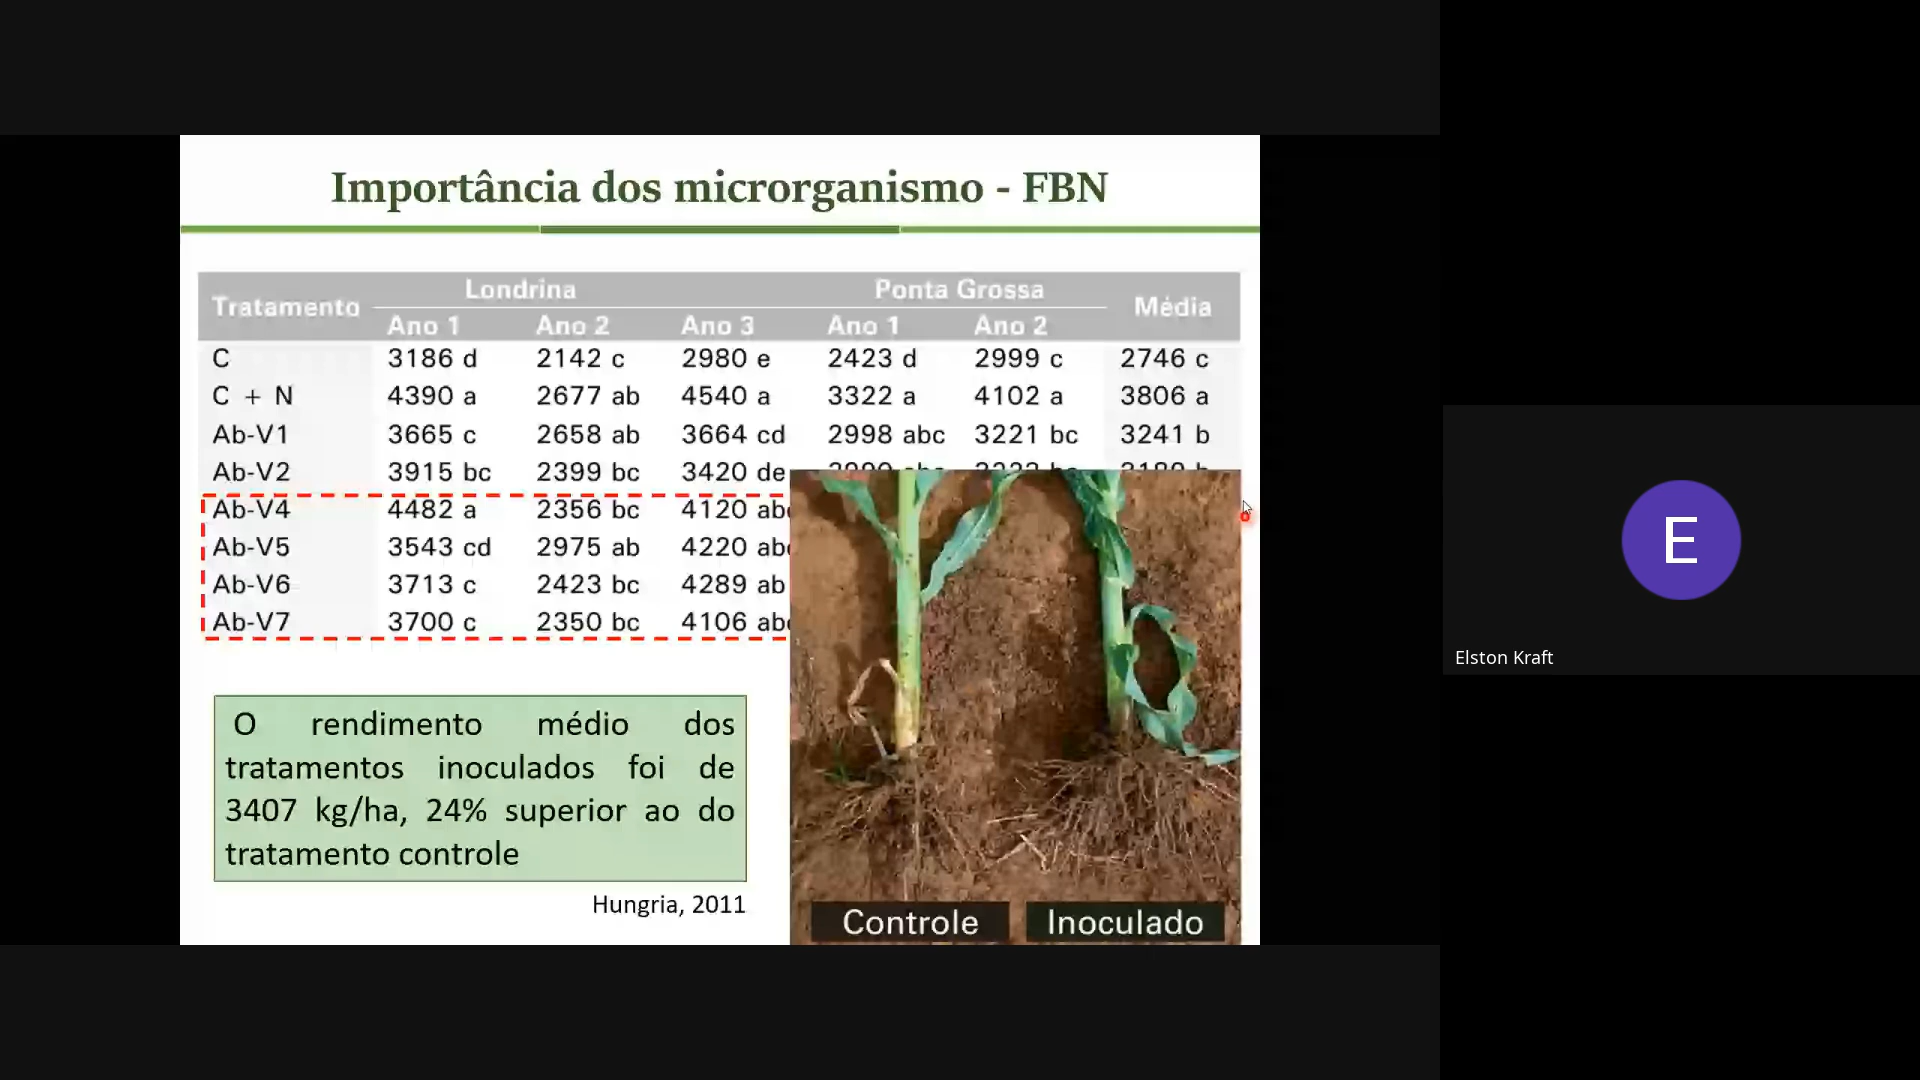 Importância dos microrganismo - FBN
Tratamento Londrina Ponta Grossa Média
Ano 1 Ano 2 Ano 3 Ano 1 Ano 2
C 3186 d 2142 c 2980 e 2423 d 2999 c 2746 c
C + N 4390 a 2677 ab 4540 a 3322 a 4102 a 3806 a
Ab-V1 3665 c 2658 ab 3664 cd 2998 abc 3221 bc 3241 b
Ab-V2 3915 bc 2399 bc 3420 de
Ab-V4 4482 a 2356 bc 4120
Ab-V5 3543 cd 2975 ab 4220
Ab-V6 3713 c 2423 bc 4289 ab
Ab-V7 3700 c 2350 bc 4106
O rendimento médio dos
tratamentos inoculados foi de
3407 kg/ha, 24% superior ao do
tratamento controle
Hungria, 2011
Controle Inoculado
E
Elston Kraft